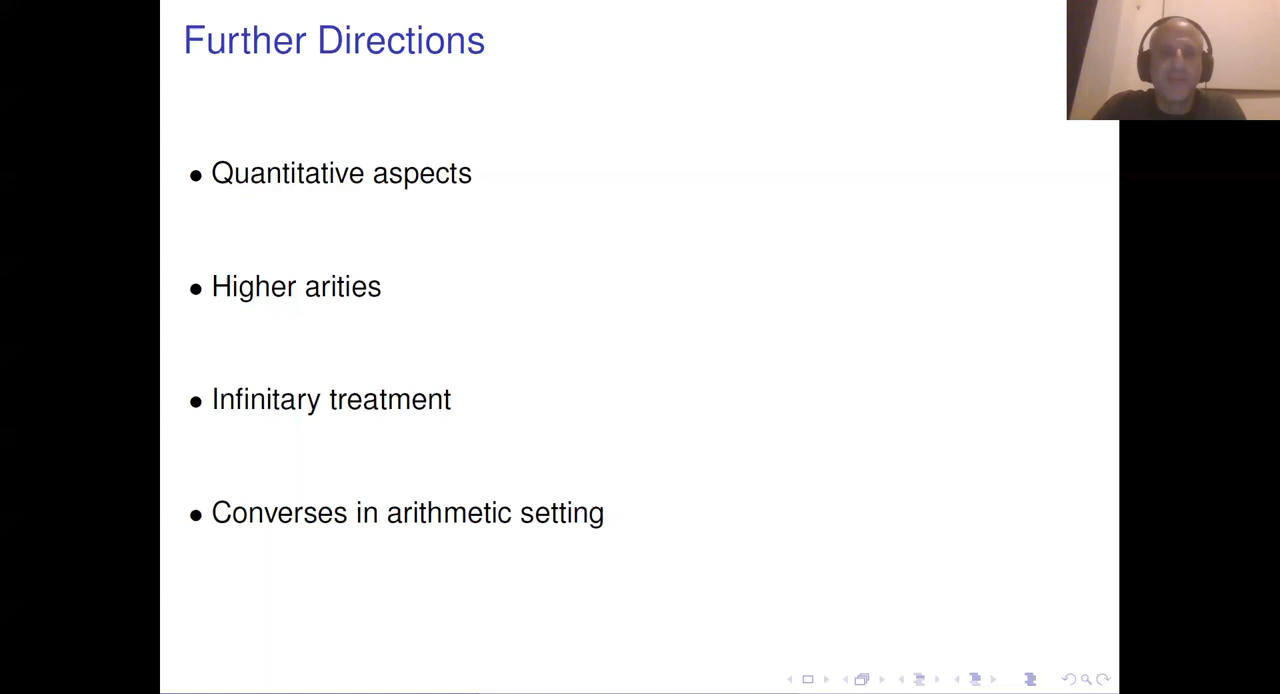 Further Directions
• Quantitative aspects
• Higher arities
• Infinitary treatment
• Converses in arithmetic setting